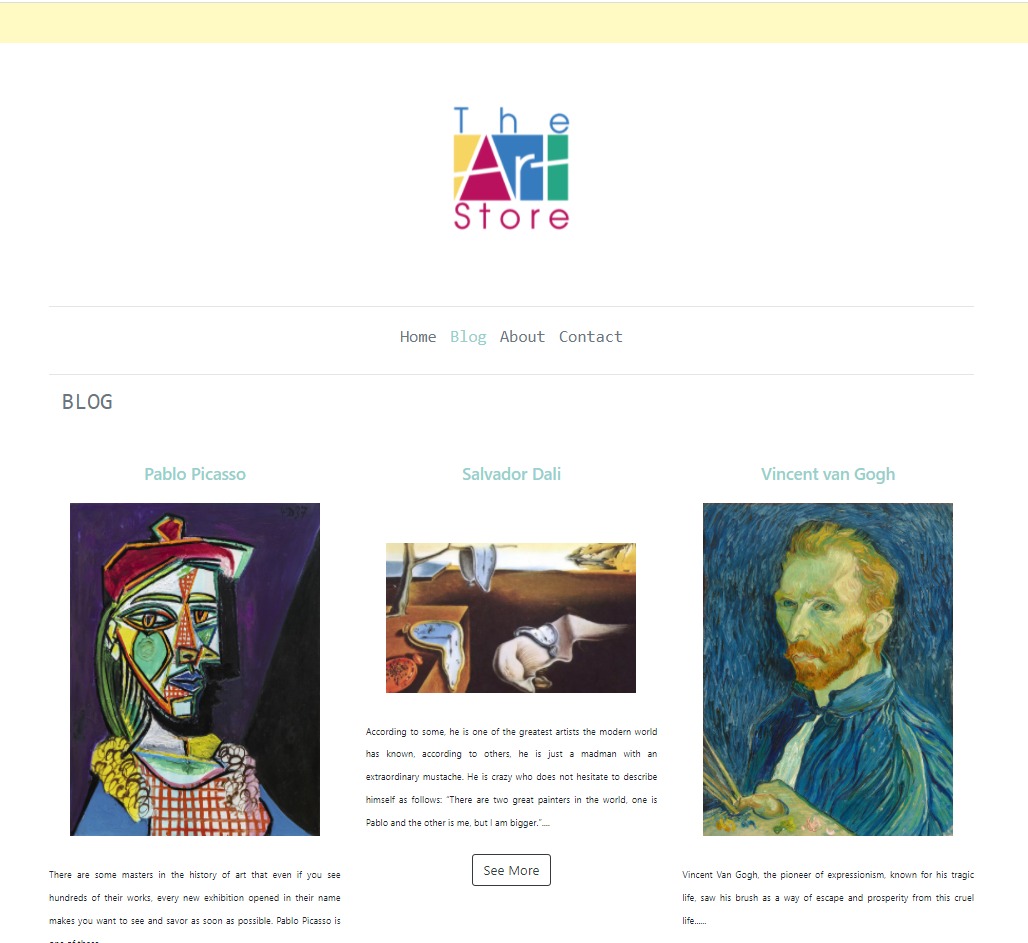 The
Art
Store
Home Blog About Contact
BLOG
Pablo Picasso
Salvador Dali
Vincent van Gogh
There are some masters in the history of art that even if you see
hundreds of their works, every new exhibition opened in their name
makes you want to see and savor as soon as possible. Pablo Picasso is
one of these
According to some, he is one of the greatest artists the modern world
has known, according to others, he is just a madman with an
extraordinary mustache. He is crazy who does not hesitate to describe
himself as follows: "There are two great painters in the world, one is
Pablo and the other is me, but I am bigger."....
See More
Vincent Van Gogh, the pioneer of expressionism, known for his tragic
life, saw his brush as a way of escape and prosperity from this cruel
life......